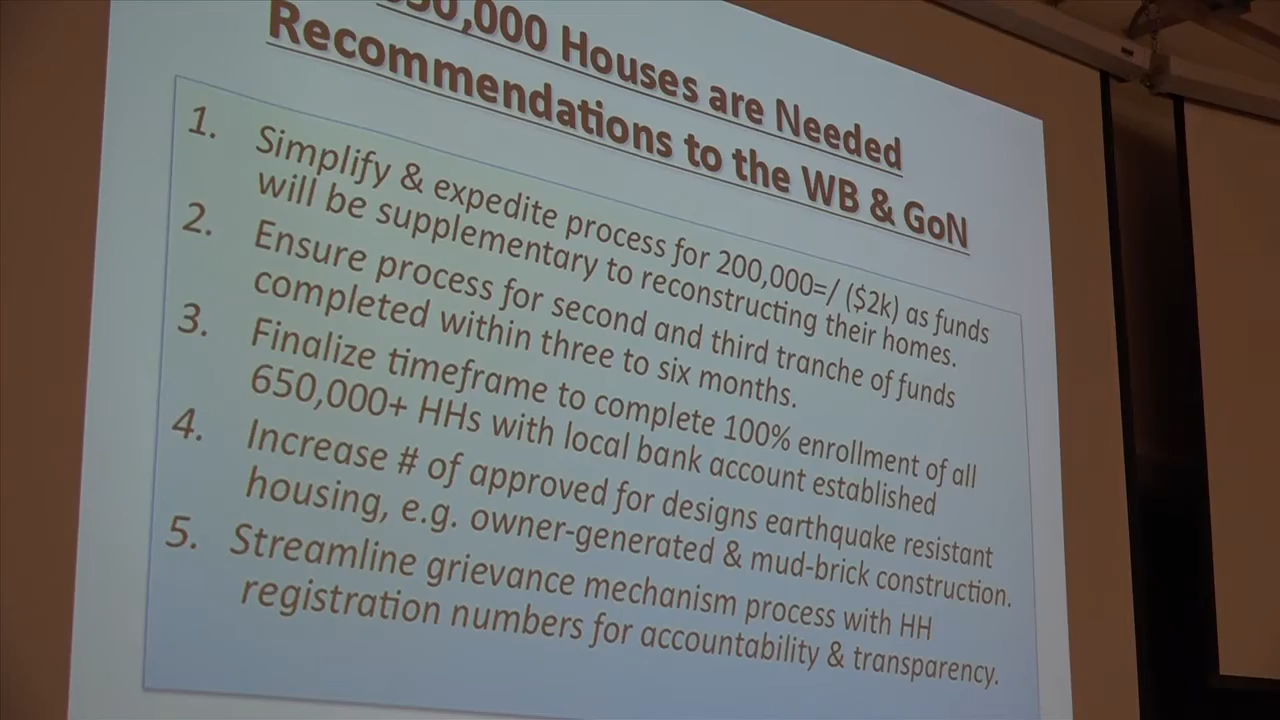 50,000 Houses are Needed
Recommendations to the WB & GoN
1. Simplify & expedite process for 200,000=/ ($2k) as funds
will be supplementary to reconstructing their homes.
2. Ensure process for second and third tranche of funds
completed within three to six months.
3. Finalize timeframe to complete 100% enrollment of all
650,000+ HHs with local bank account established
4. Increase # of approved for designs earthquake resistant
housing, e.g. owner-generated & mud-brick construction.
5. Streamline grievance mechanism process with HH
registration numbers for accountability & transparency.